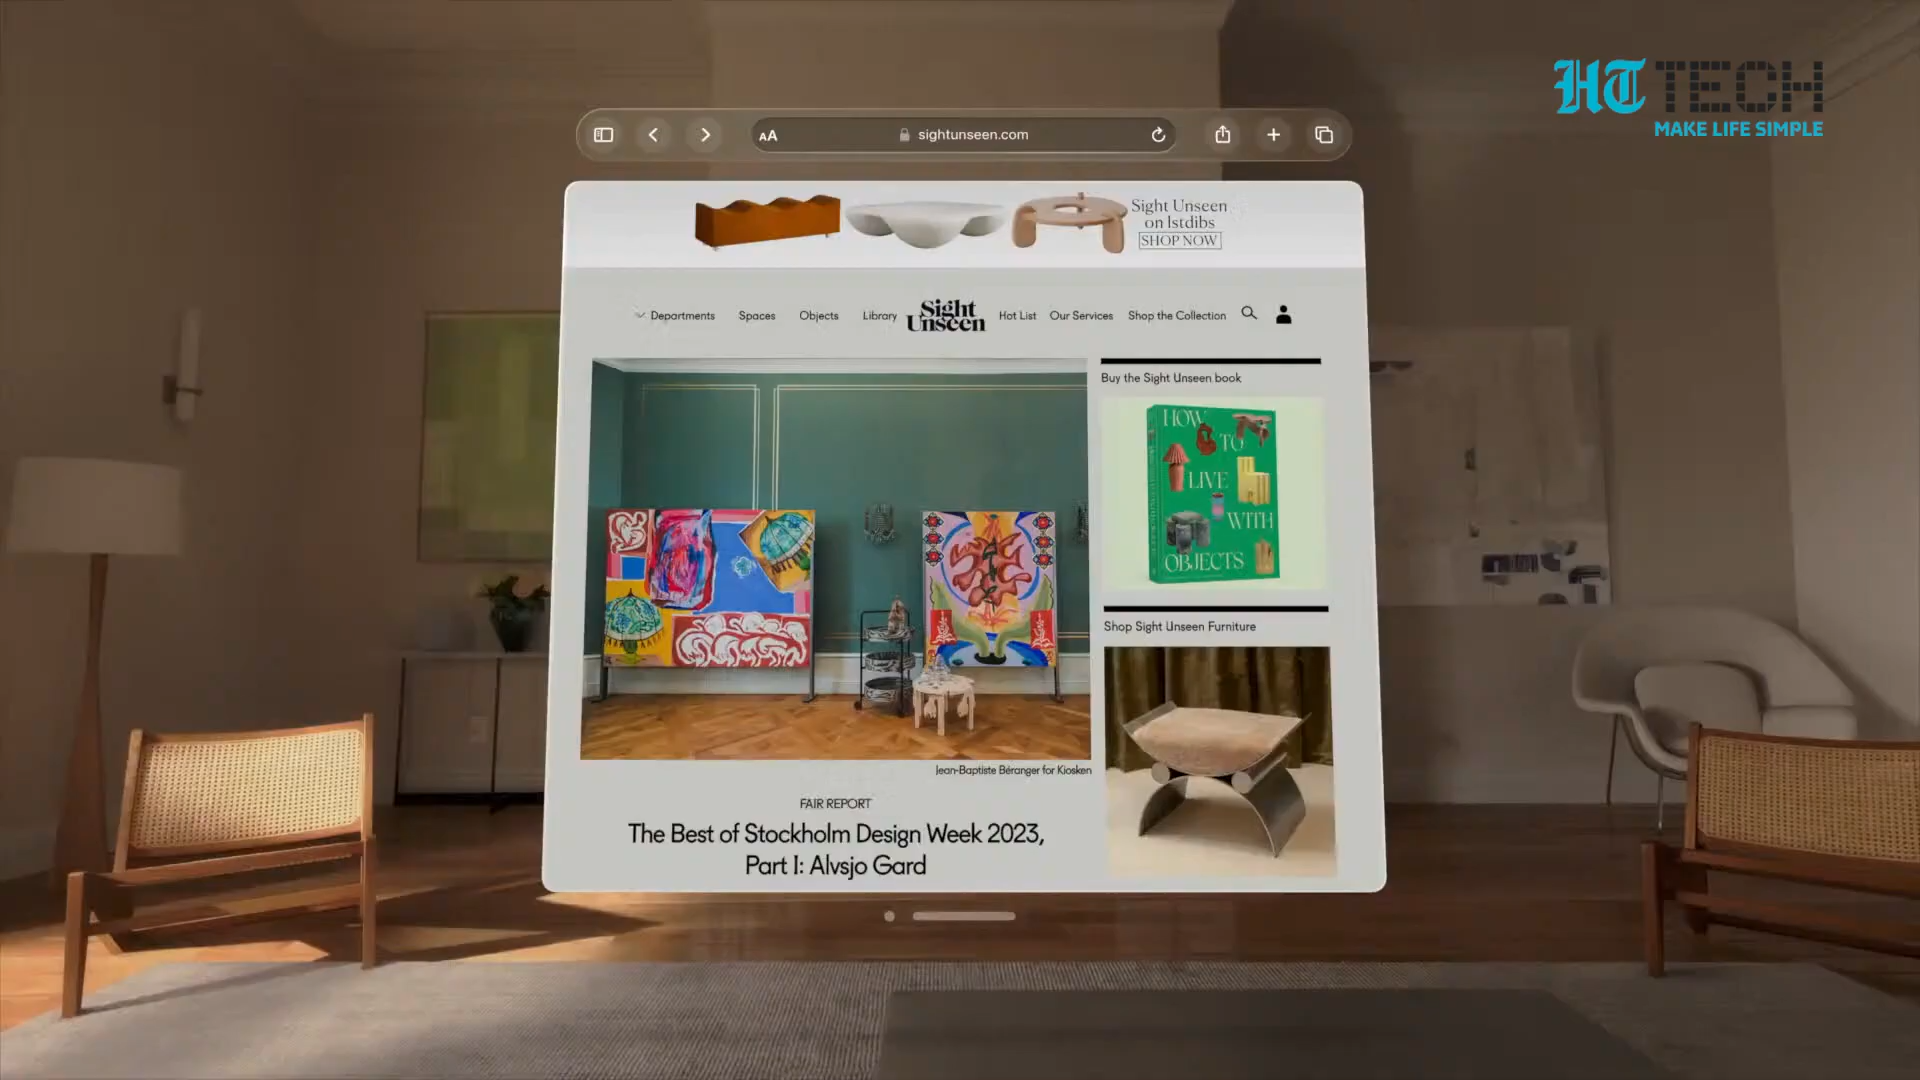 HT TECH
MAKE LIFE SIMPLE
AA
sightunseen.com
Sight Unseen
on 1stdibs
SHOP NOW
Departments
Spaces
Objects
Library
Sight
Unseen
Hot List
Our Services
Shop the Collection
Buy the Sight Unseen book
HOW
TO
LIVE
WITH
OBJECTS
Jean-Baptiste Béranger for Kiosken
Shop Sight Unseen Furniture
FAIR REPORT
The Best of Stockholm Design Week 2023,
Part I: Alvsjo Gard